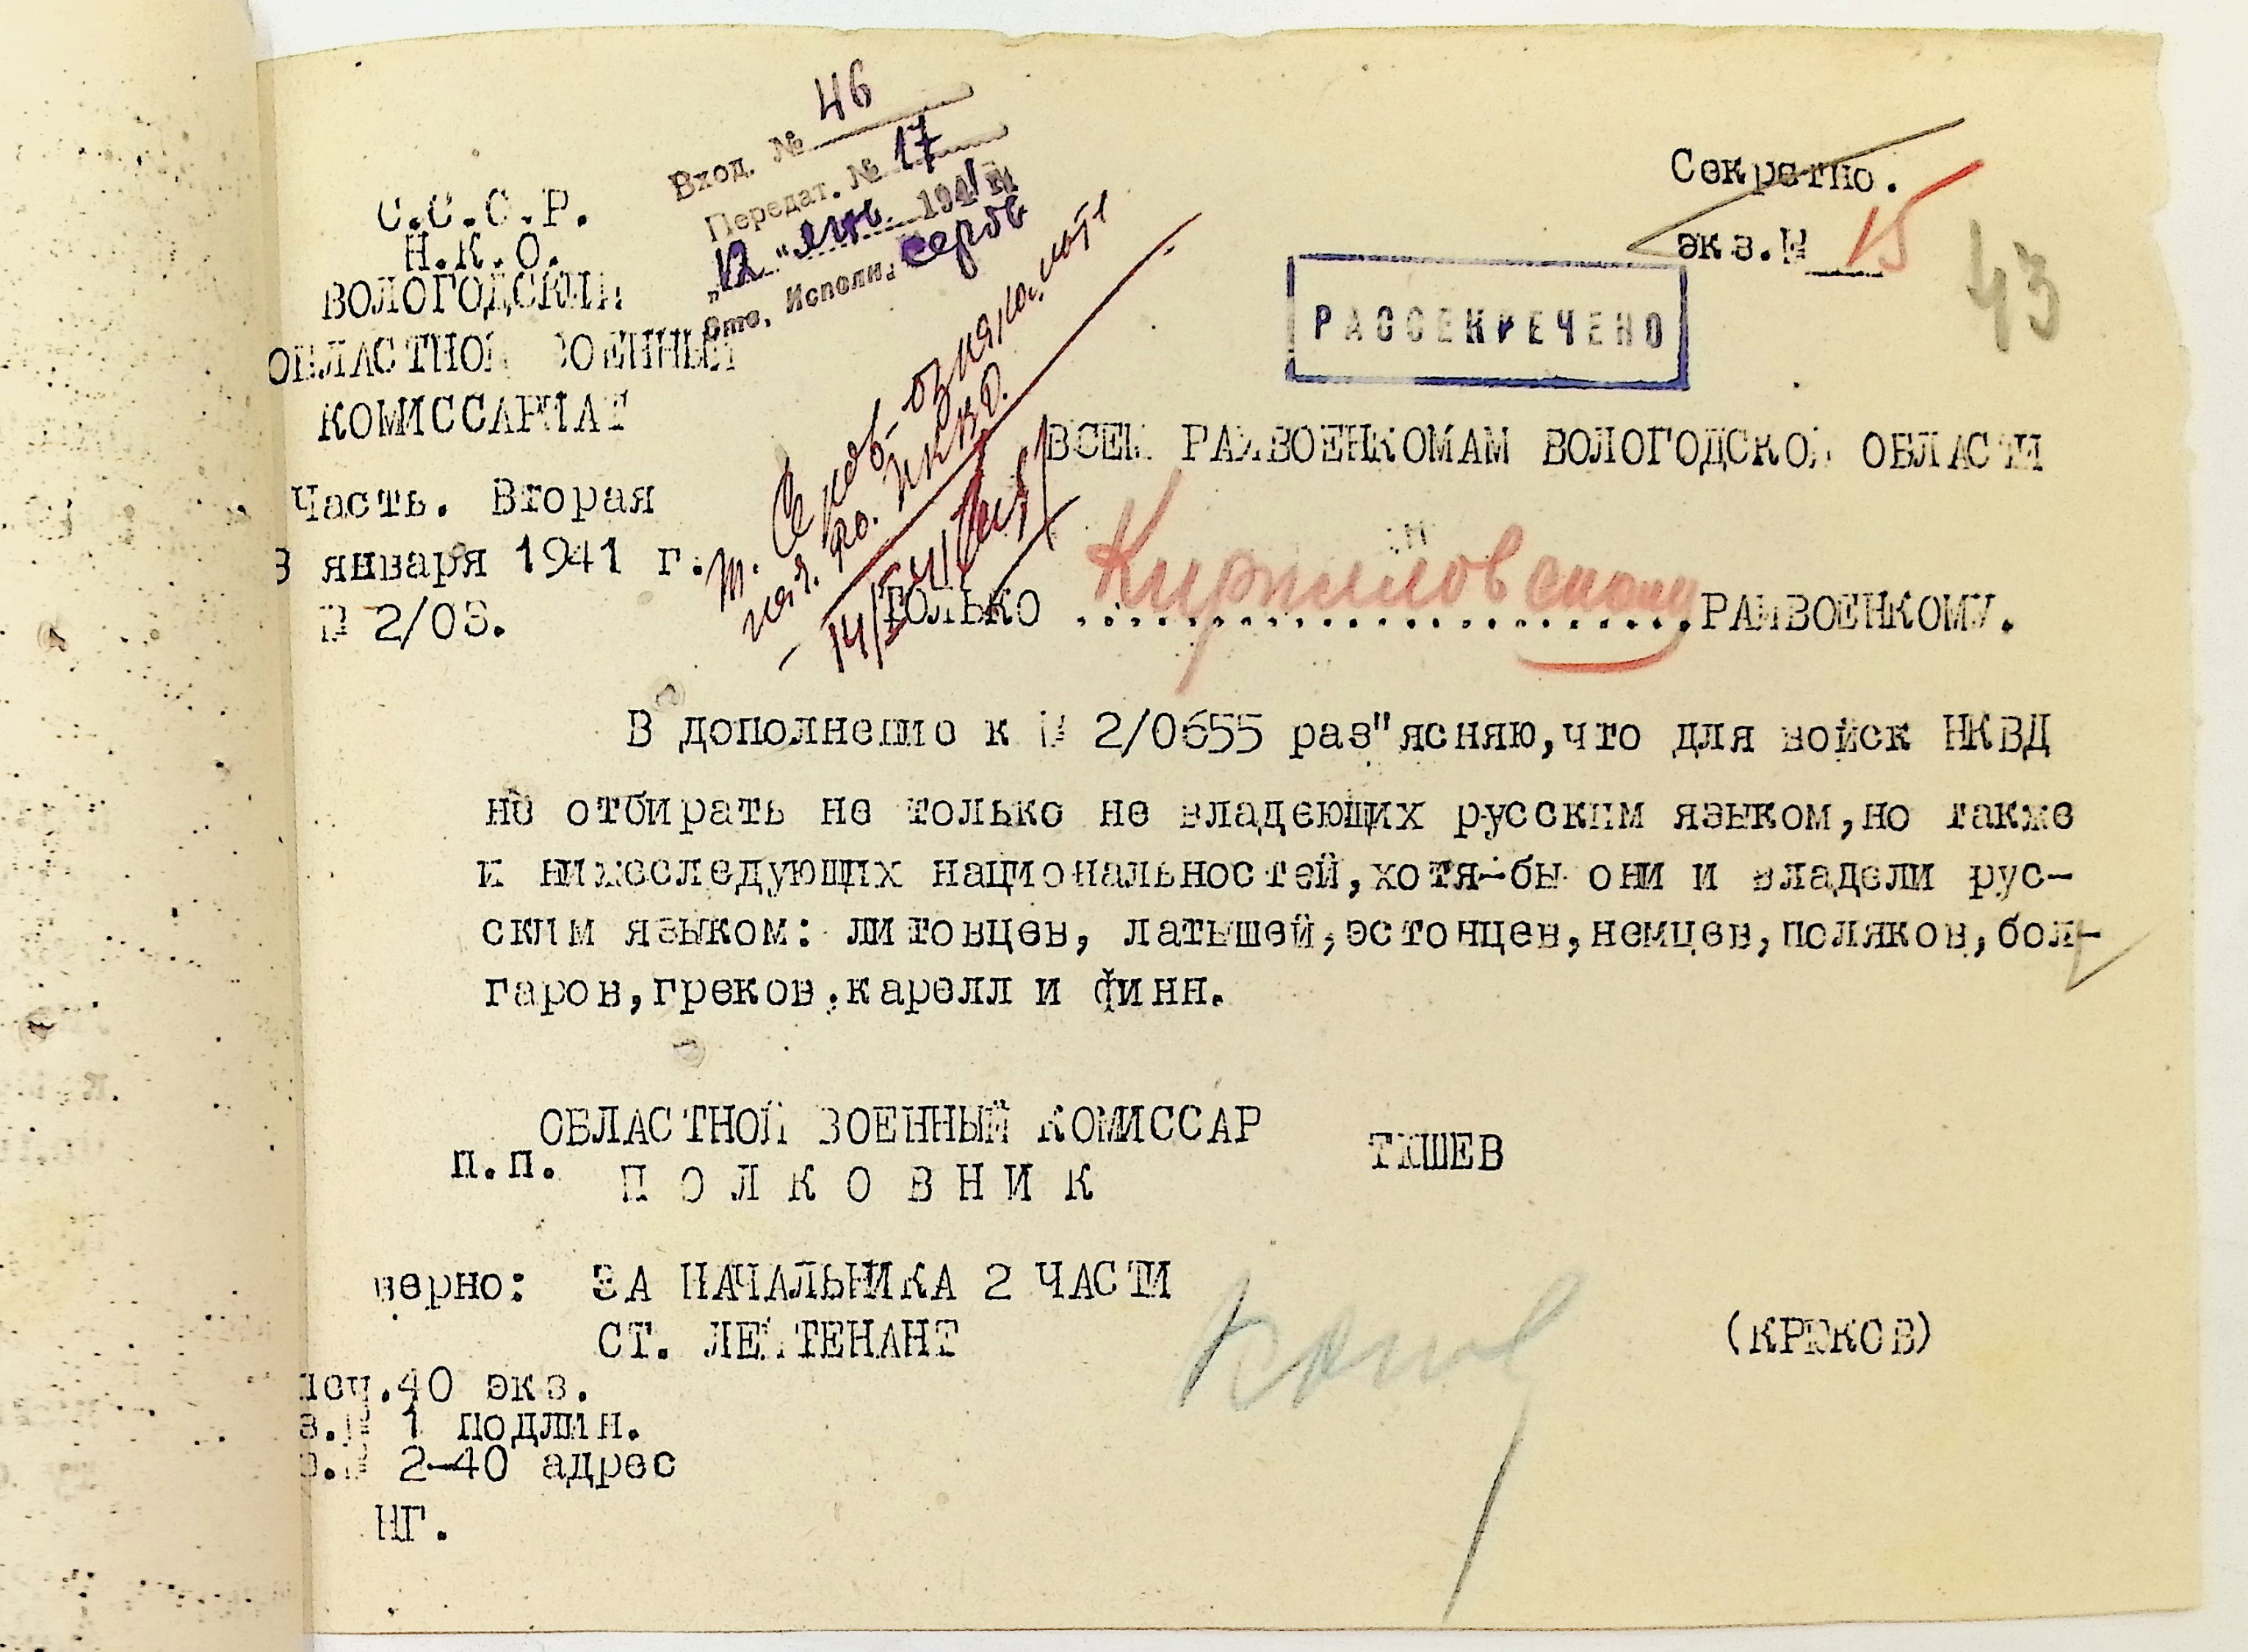 Вход. № 46
Передат. № 17
"12" янв 1941 г.
Отв. Исполн. Серов
Секретно.
экз.№ 15
43
С.С.С.Р.
Н.К.О.
ВОЛОГОДСКИЙ
ОБЛАСТНОЙ ВОЕННЫЙ
КОМИССАРИАТ
Часть. Вторая
3 января 1941 г.
№ 2/03.
РАССЕКРЕЧЕНО
НКВД.
ВСЕМ РАЙВОЕНКОМАМ ВОЛОГОДСКОЙ ОБЛАСТИ
ТОЛЬКО Кирилловскому РАЙВОЕНКОМУ.
В дополнение к № 2/0655 раз"ясняю,что для войск НКВД
не отбирать не только не владеющих русским языком,но также
и нижеследующих национальностей,хотя-бы они и владели рус-
ским языком: литовцев, латышей,эстонцев,немцев,поляков,бол-
гаров,греков.карелл и финн.
ОБЛАСТНОЙ ВОЕННЫЙ КОМИССАР
п.п. ПОЛКОВНИК ТИШЕВ
верно: ЗА НАЧАЛЬНИКА 2 ЧАСТИ
СТ. ЛЕЙТЕНАНТ (КРЮКОВ)
печ.40 экз.
з.№ 1 подлин.
з.№ 2-40 адрес
НГ.